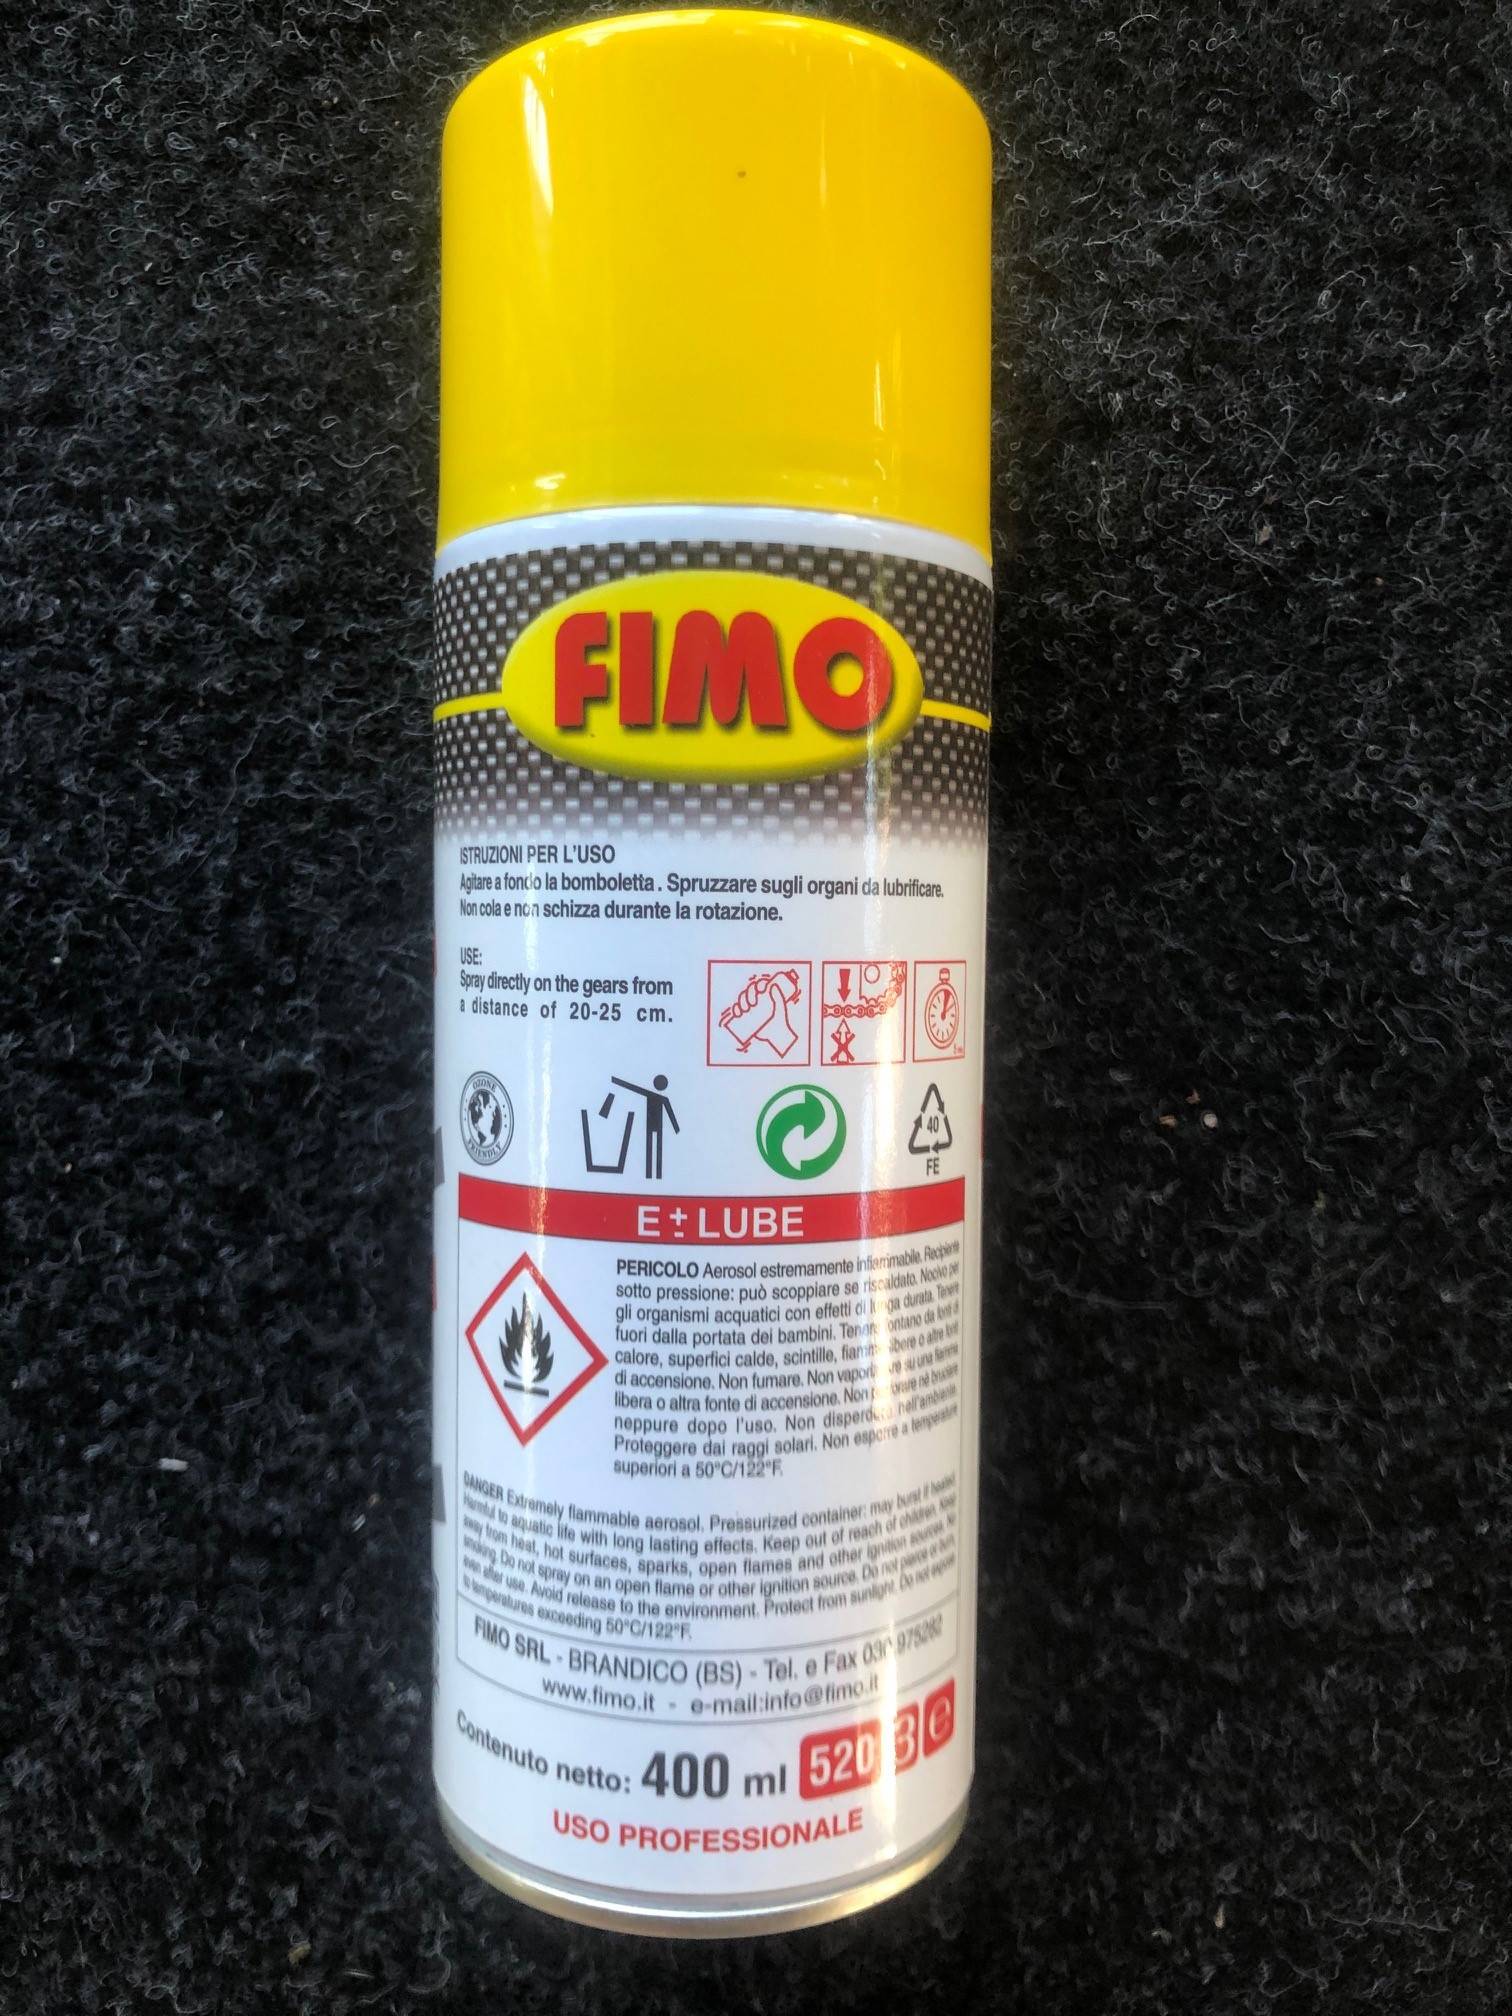 FIMO
ISTRUZIONI PER L'USO
Agitare a fondo la bomboletta. Spruzzare sugli organi da lubrificare.
Non cola e non schizza durante la rotazione.
USE:
Spray directly on the gears from
a distance of 20-25 cm.
OZONE
FRIENDLY
40
FE
E±LUBE
PERICOLO Aerosol estremamente infiammabile. Recipiente
sotto pressione: può scoppiare se riscaldato. Nocivo per
gli organismi acquatici con effetti di lunga durata. Tenere
fuori dalla portata dei bambini. Tenere lontano da fonti di
calore, superfici calde, scintille, fiamme libere o altre fonti
di accensione. Non fumare. Non vaporizzare su una fiamma
libera o altra fonte di accensione. Non perforare nè bruciare
neppure dopo l'uso. Non disperdere nell'ambiente.
Proteggere dai raggi solari. Non esporre a temperature
superiori a 50°C/122°F.
DANGER Extremely flammable aerosol. Pressurized container: may burst if heated.
Harmful to aquatic life with long lasting effects. Keep out of reach of children. Keep
away from heat, hot surfaces, sparks, open flames and other ignition sources. No
smoking. Do not spray on an open flame or other ignition source. Do not pierce or burn,
even after use. Avoid release to the environment. Protect from sunlight. Do not expose
to temperatures exceeding 50°C/122°F.
FIMO SRL - BRANDICO (BS) - Tel. e Fax 030 975282
www.fimo.it - e-mail:info@fimo.it
Contenuto netto: 400 ml 520 3 e
USO PROFESSIONALE